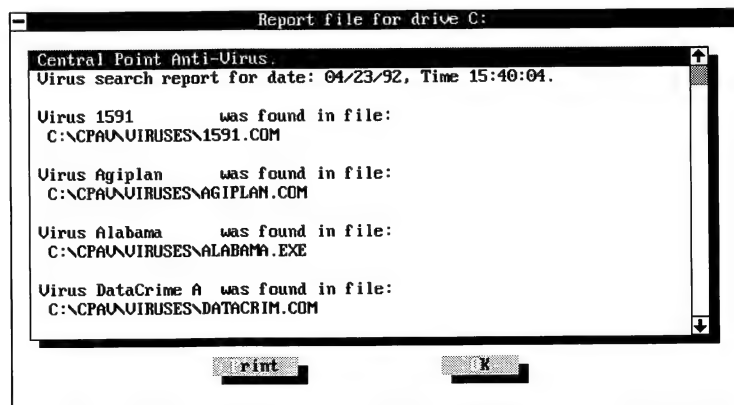 Report file for drive C:
Central Point Anti-Virus.
Virus search report for date: 04/23/92, Time 15:40:04.
Virus 1591 was found in file:
C:\CPAV\VIRUSES\1591.COM
Virus Agiplan was found in file:
C:\CPAV\VIRUSES\AGIPLAN.COM
Virus Alabama was found in file:
C:\CPAV\VIRUSES\ALABAMA.EXE
Virus DataCrime A was found in file:
C:\CPAV\VIRUSES\DATACRIM.COM
Print OK